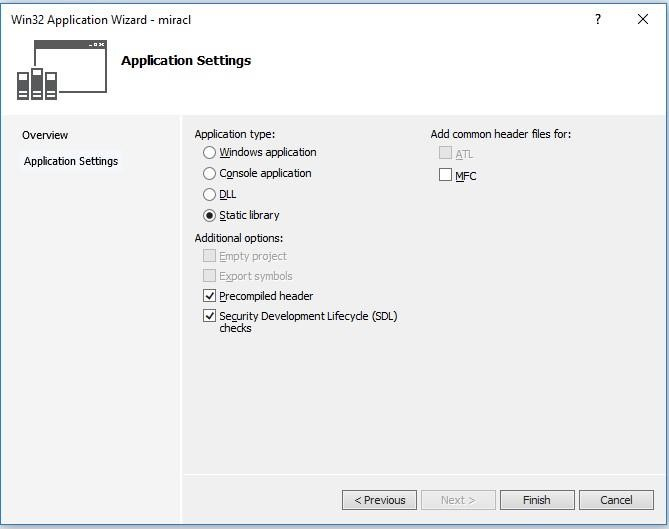 Win32 Application Wizard - miracl
?
Application Settings
Overview
Application Settings
Application type:
Windows application
Console application
DLL
Static library
Additional options:
Empty project
Export symbols
Precompiled header
Security Development Lifecycle (SDL)
checks
Add common header files for:
ATL
MFC
< Previous
Next >
Finish
Cancel